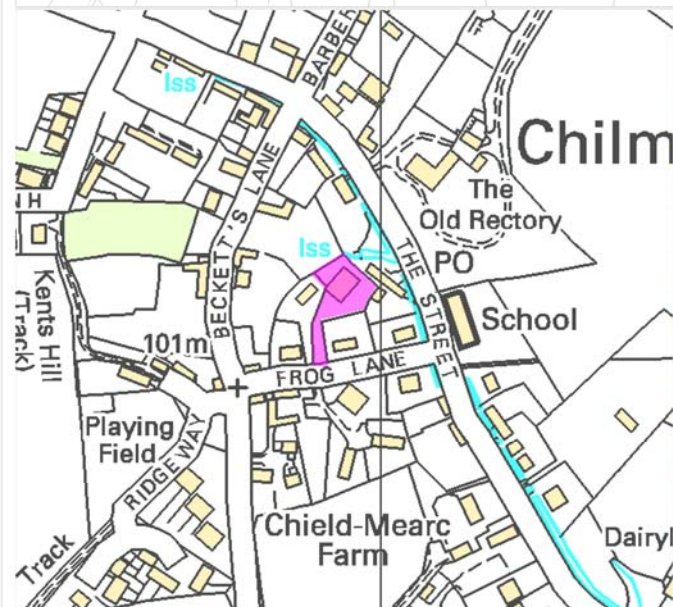 BARBER
Iss
Chilm
The
Old Rectory
NH
BECKETT'S LANE
Iss
THE STREET
PO
Kents Hill
(Track)
School
101m
FROG LANE
Playing
Field
RIDGEWAY
Chield-Mearc
Farm
Dairyl
Track